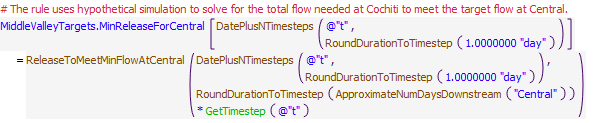 # The rule uses hypothetical simulation to solve for the total flow needed at Cochiti to meet the target flow at Central.
MiddleValleyTargets.MinReleaseForCentral [ DatePlusNTimesteps ( @"t" ,
RoundDurationToTimestep ( 1.0000000 "day" ) ) ]
= ReleaseToMeetMinFlowAtCentral ( DatePlusNTimesteps ( @"t" ,
RoundDurationToTimestep ( 1.0000000 "day" ) ) ,
RoundDurationToTimestep ( ApproximateNumDaysDownstream ( "Central" ) )
* GetTimestep ( @"t" ) )